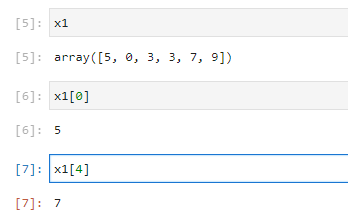 [5]: x1
[5]: array([5, 0, 3, 3, 7, 9])
[6]: x1[0]
[6]: 5
[7]: x1[4]
[7]: 7